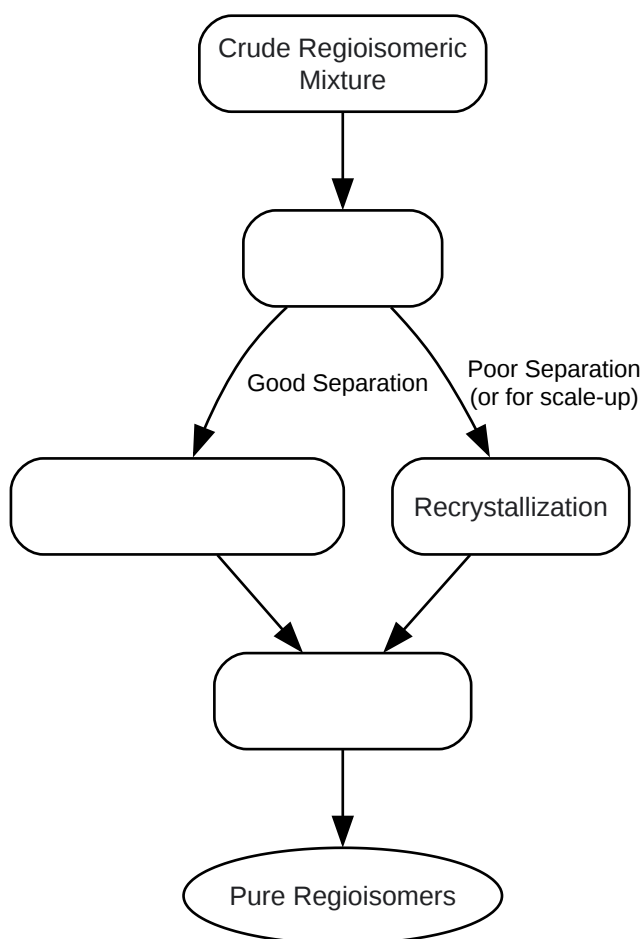 Crude Regioisomeric
Mixture
Good Separation
Poor Separation
(or for scale-up)
Recrystallization
Pure Regioisomers